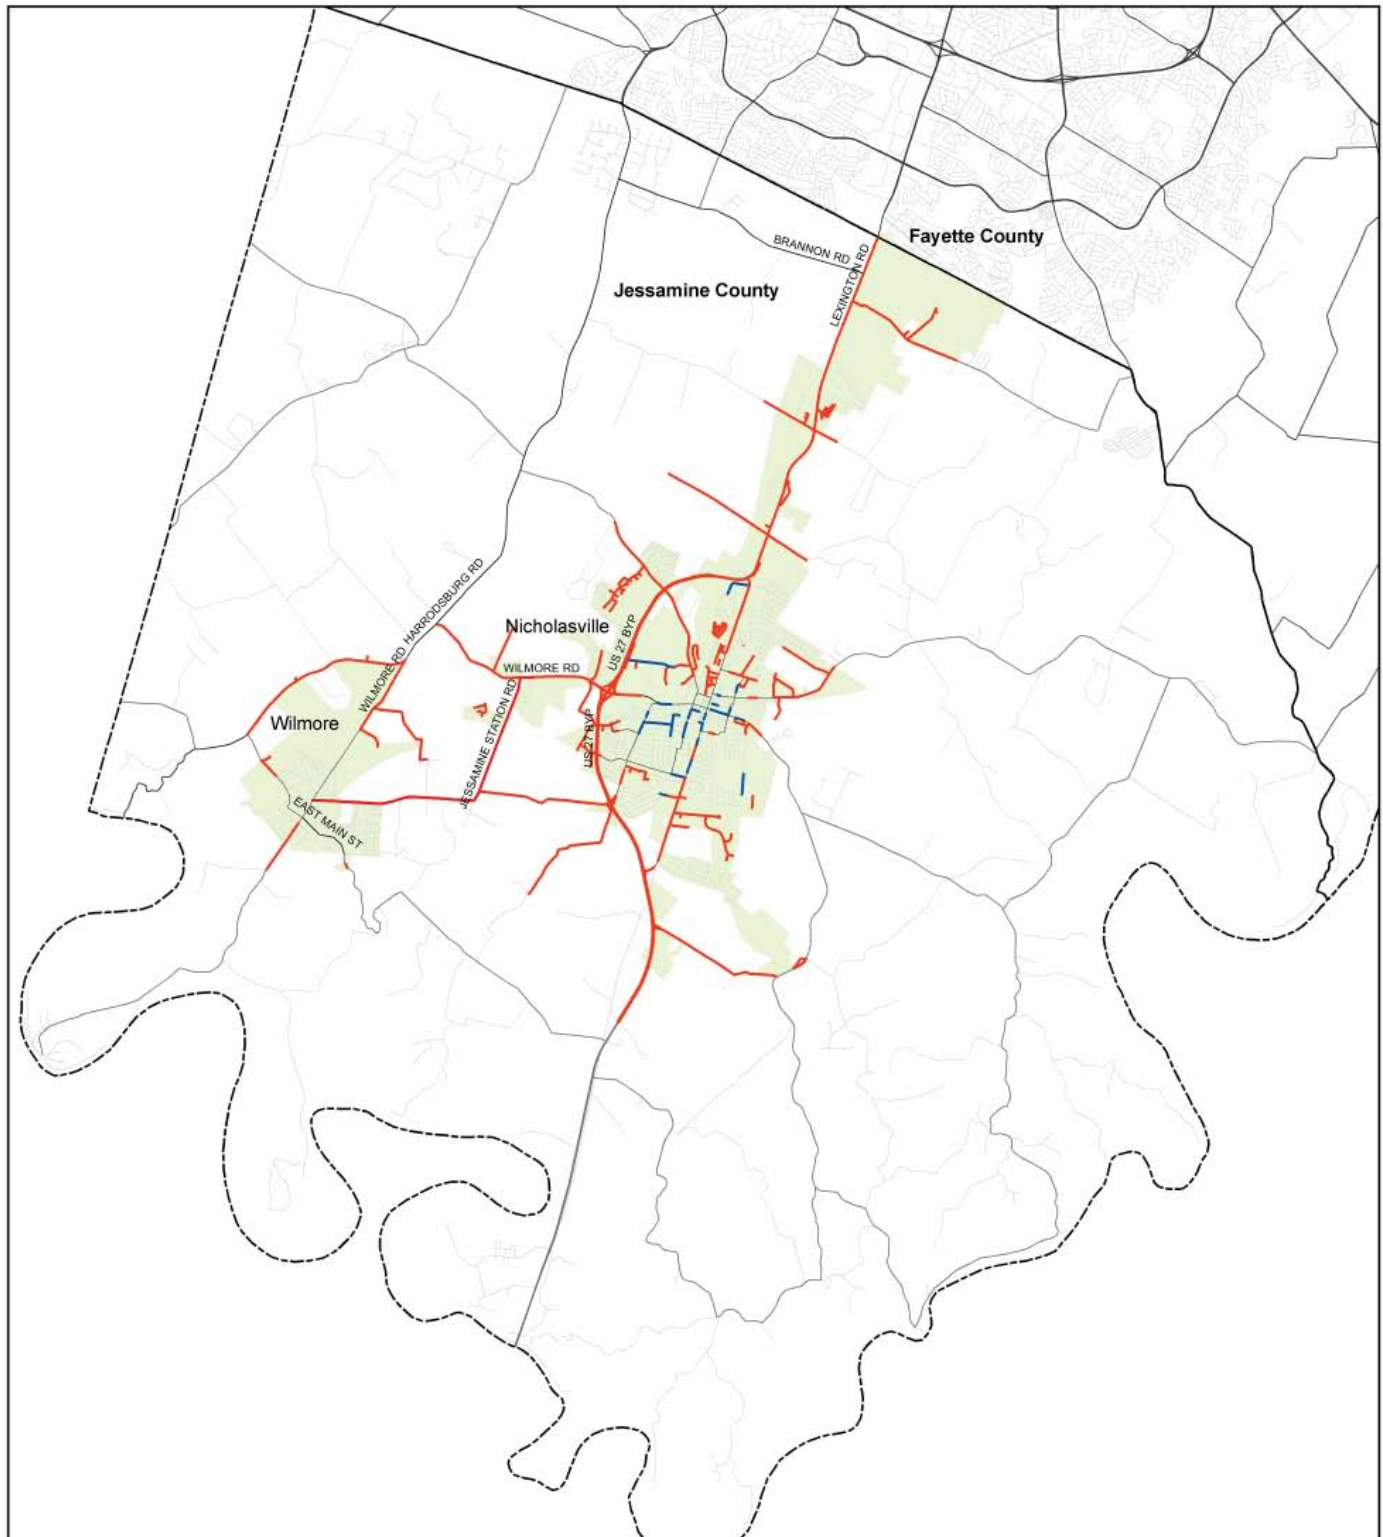 Fayette County
BRANNON RD
LEXINGTON RD
Jessamine County
HARRODSBURG RD
Nicholasville
US 27 BYP
WILMORE RD
WILMORE RD
JESSAMINE STATION RD
US 27 BYP
Wilmore
EAST MAIN ST